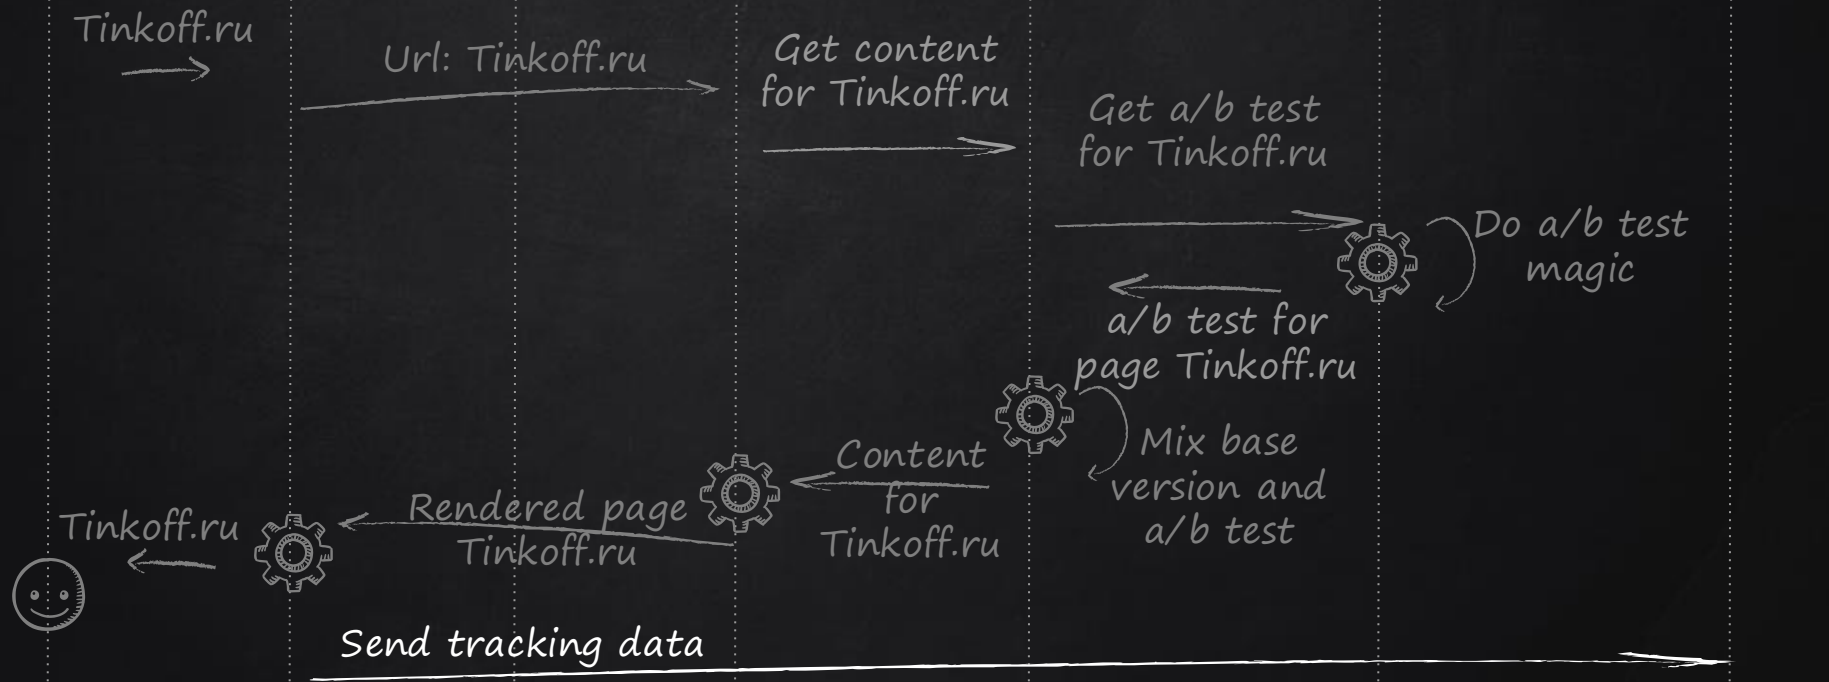 Tinkoff.ru
Url: Tinkoff.ru
Get content
for Tinkoff.ru
Get a/b test
for Tinkoff.ru
Do a/b test
magic
a/b test for
page Tinkoff.ru
Mix base
version and
a/b test
Content
for
Tinkoff.ru
Rendered page
Tinkoff.ru
Tinkoff.ru
Send tracking data